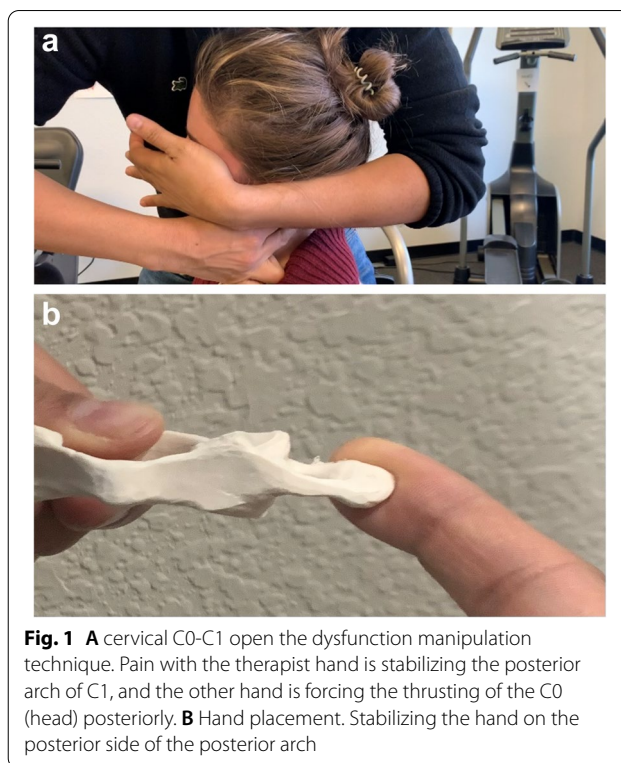 a
b
Fig. 1 A cervical C0-C1 open the dysfunction manipulation
technique. Pain with the therapist hand is stabilizing the posterior
arch of C1, and the other hand is forcing the thrusting of the C0
(head) posteriorly. B Hand placement. Stabilizing the hand on the
posterior side of the posterior arch